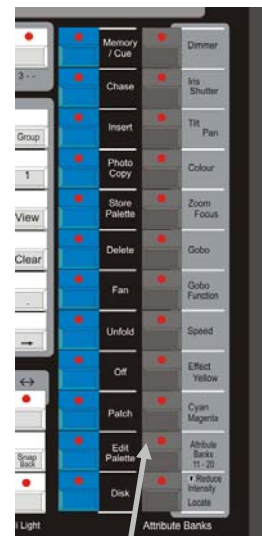 3 - -
Group
1
View
Clear
.
Snap
Back
i Light
Memory
/ Cue
Chase
Insert
Photo
Copy
Store
Palette
Delete
Fan
Unfold
Off
Patch
Edit
Palette
Disk
Dimmer
Iris
Shutter
Tilt
Pan
Colour
Zoom
Focus
Gobo
Gobo
Function
Speed
Effect
Yellow
Cyan
Magenta
Attribute
Banks
11 - 20
Reduce
Intensity
Locate
Attribute Banks